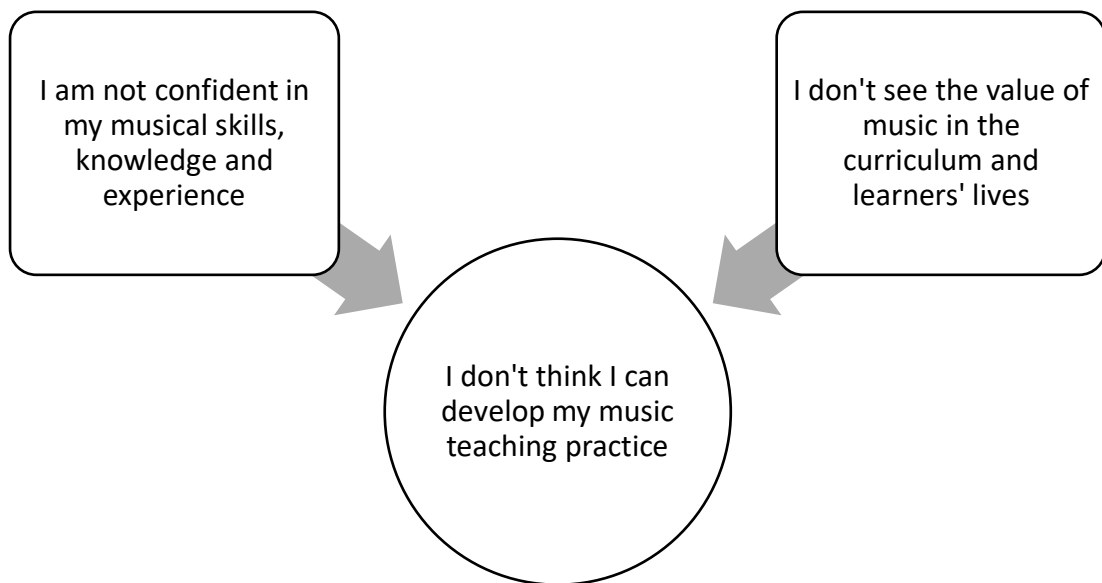 I am not confident in
my musical skills,
knowledge and
experience
I don't see the value of
music in the
curriculum and
learners' lives
I don't think I can
develop my music
teaching practice